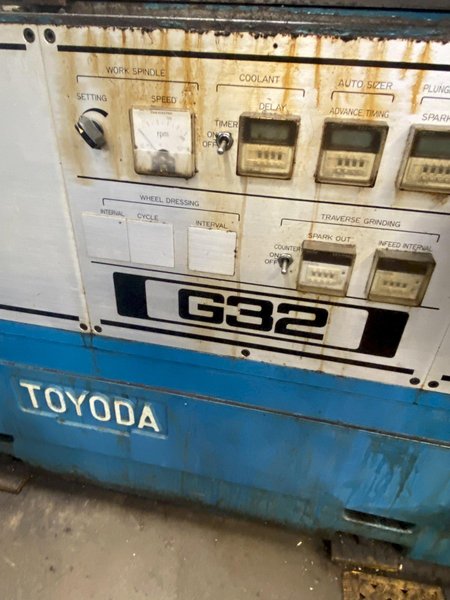 WORK SPINDLE
COOLANT
AUTO SIZER
PLUNG
SETTING
SPEED
DELAY
ADVANCE TIMING
SPARK
rpm
TIMER
ON
OFF
WHEEL DRESSING
INTERVAL
CYCLE
INTERVAL
TRAVERSE GRINDING
COUNTER
ON
OFF
SPARK OUT
INFEED INTERVAL
G32
TOYODA